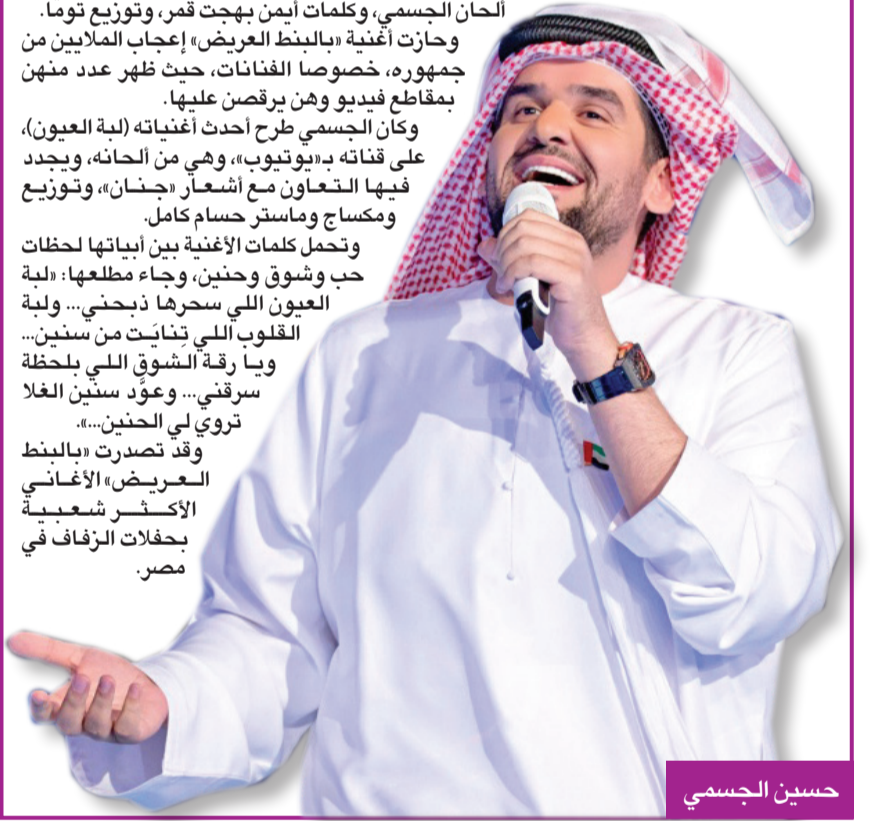 ألحان الجسمي، وكلمات أيمن بهجت قمر، وتوزيع توما.
وحازت أغنية «بالبنط العريض» إعجاب الملايين من
جمهوره، خصوصا الفنانات، حيث ظهر عدد منهن
بمقاطع فيديو وهن يرقصن عليها.
وكان الجسمي طرح أحدث أغنياته (لبة العيون)،
على قناته بـ«يوتيوب»، وهي من ألحانه، ويجدد
فيها التعاون مع أشعار «جنان»، وتوزيع
ومكساج وماستر حسام كامل.
وتحمل كلمات الأغنية بين أبياتها لحظات
حب وشوق وحنين، وجاء مطلعها: «لبة
العيون اللي سحرها ذبحني... ولبة
القلوب اللي تِنايَت من سنين...
ويا رقة الشوق اللي بلحظة
سرقني... وعوَّد سنين الغلا
تروي لي الحنين...».
وقد تصدرت «بالبنط
العريض» الأغاني
الأكثر شعبية
بحفلات الزفاف في
مصر.
حسين الجسمي